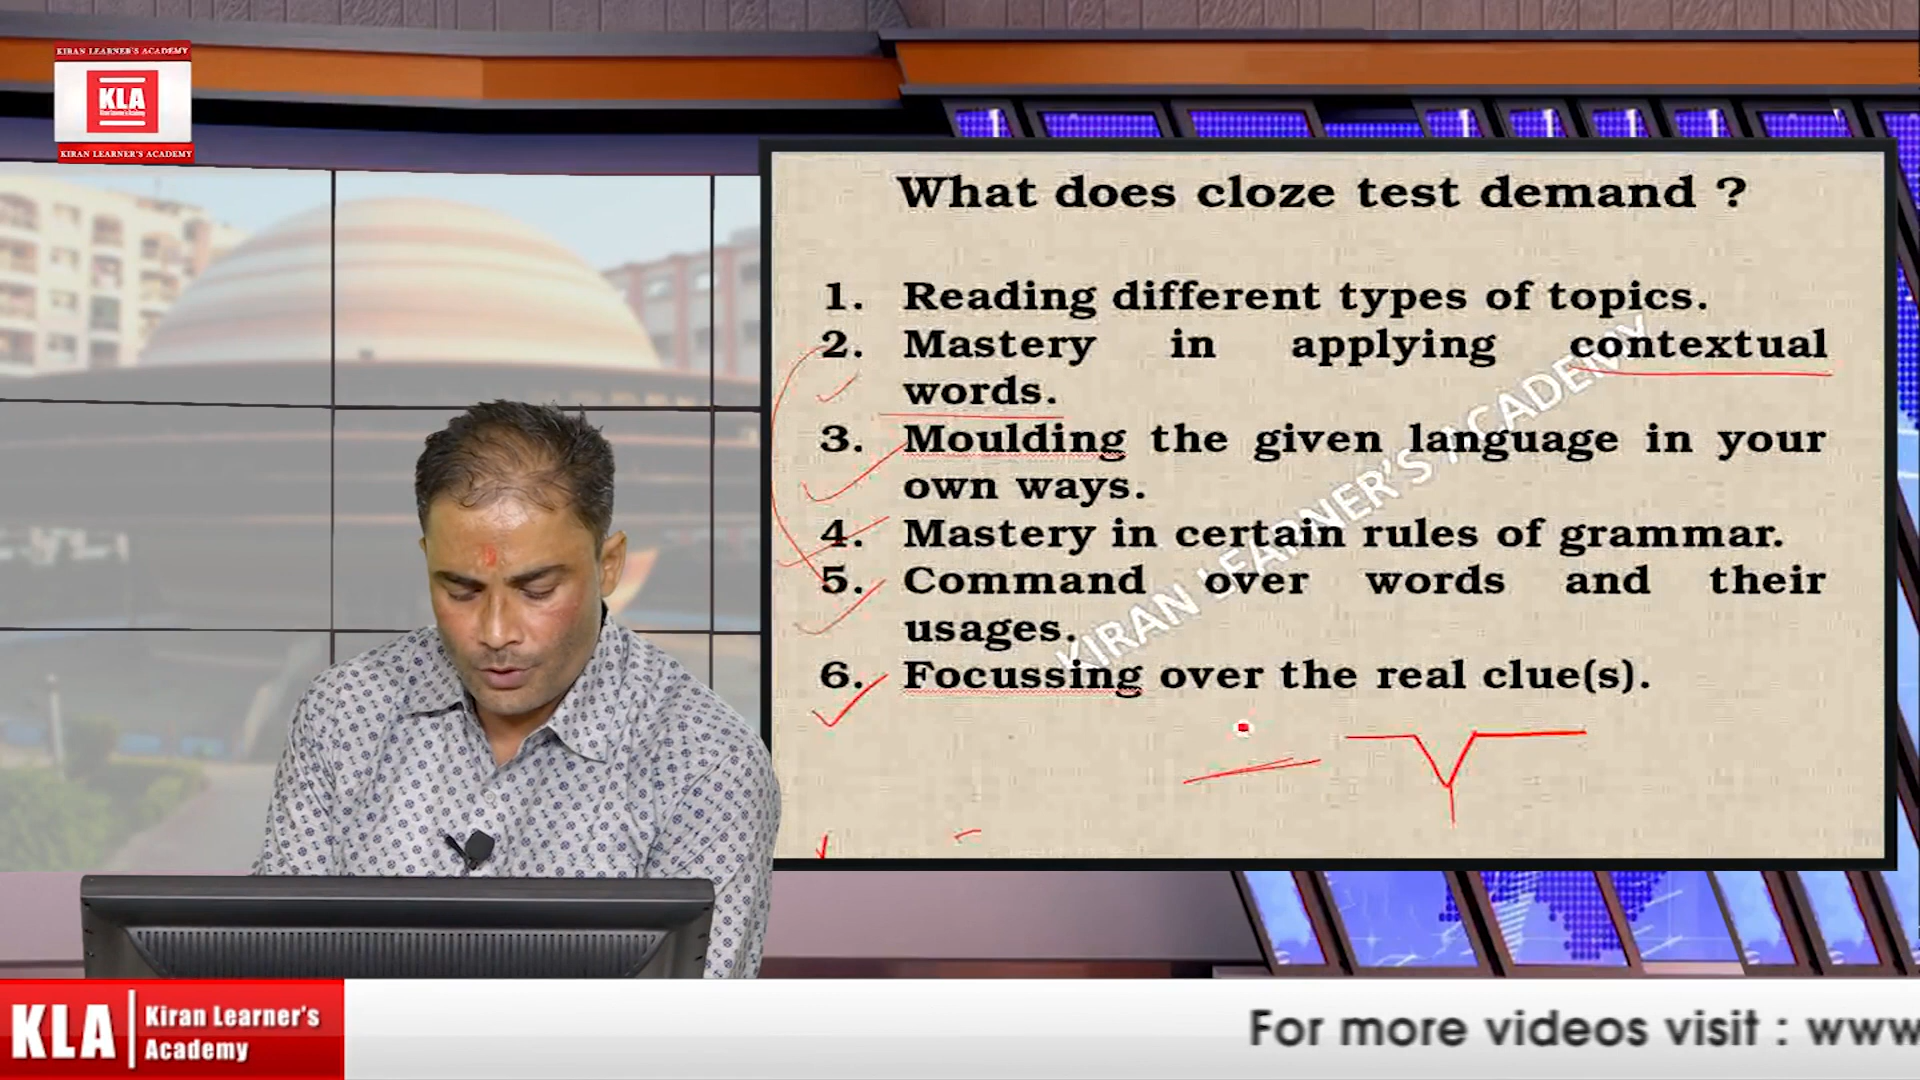 KIRAN LEARNER'S ACADEMY
KLA
Kiran Learner's Academy
KIRAN LEARNER'S ACADEMY
What does cloze test demand ?
1. Reading different types of topics.
2. Mastery in applying contextual
words.
3. Moulding the given language in your
own ways.
4. Mastery in certain rules of grammar.
5. Command over words and their
usages.
6. Focussing over the real clue(s).
KIRAN LEARNER'S ACADEMY
KLA
Kiran Learner's
Academy
For more videos visit : www